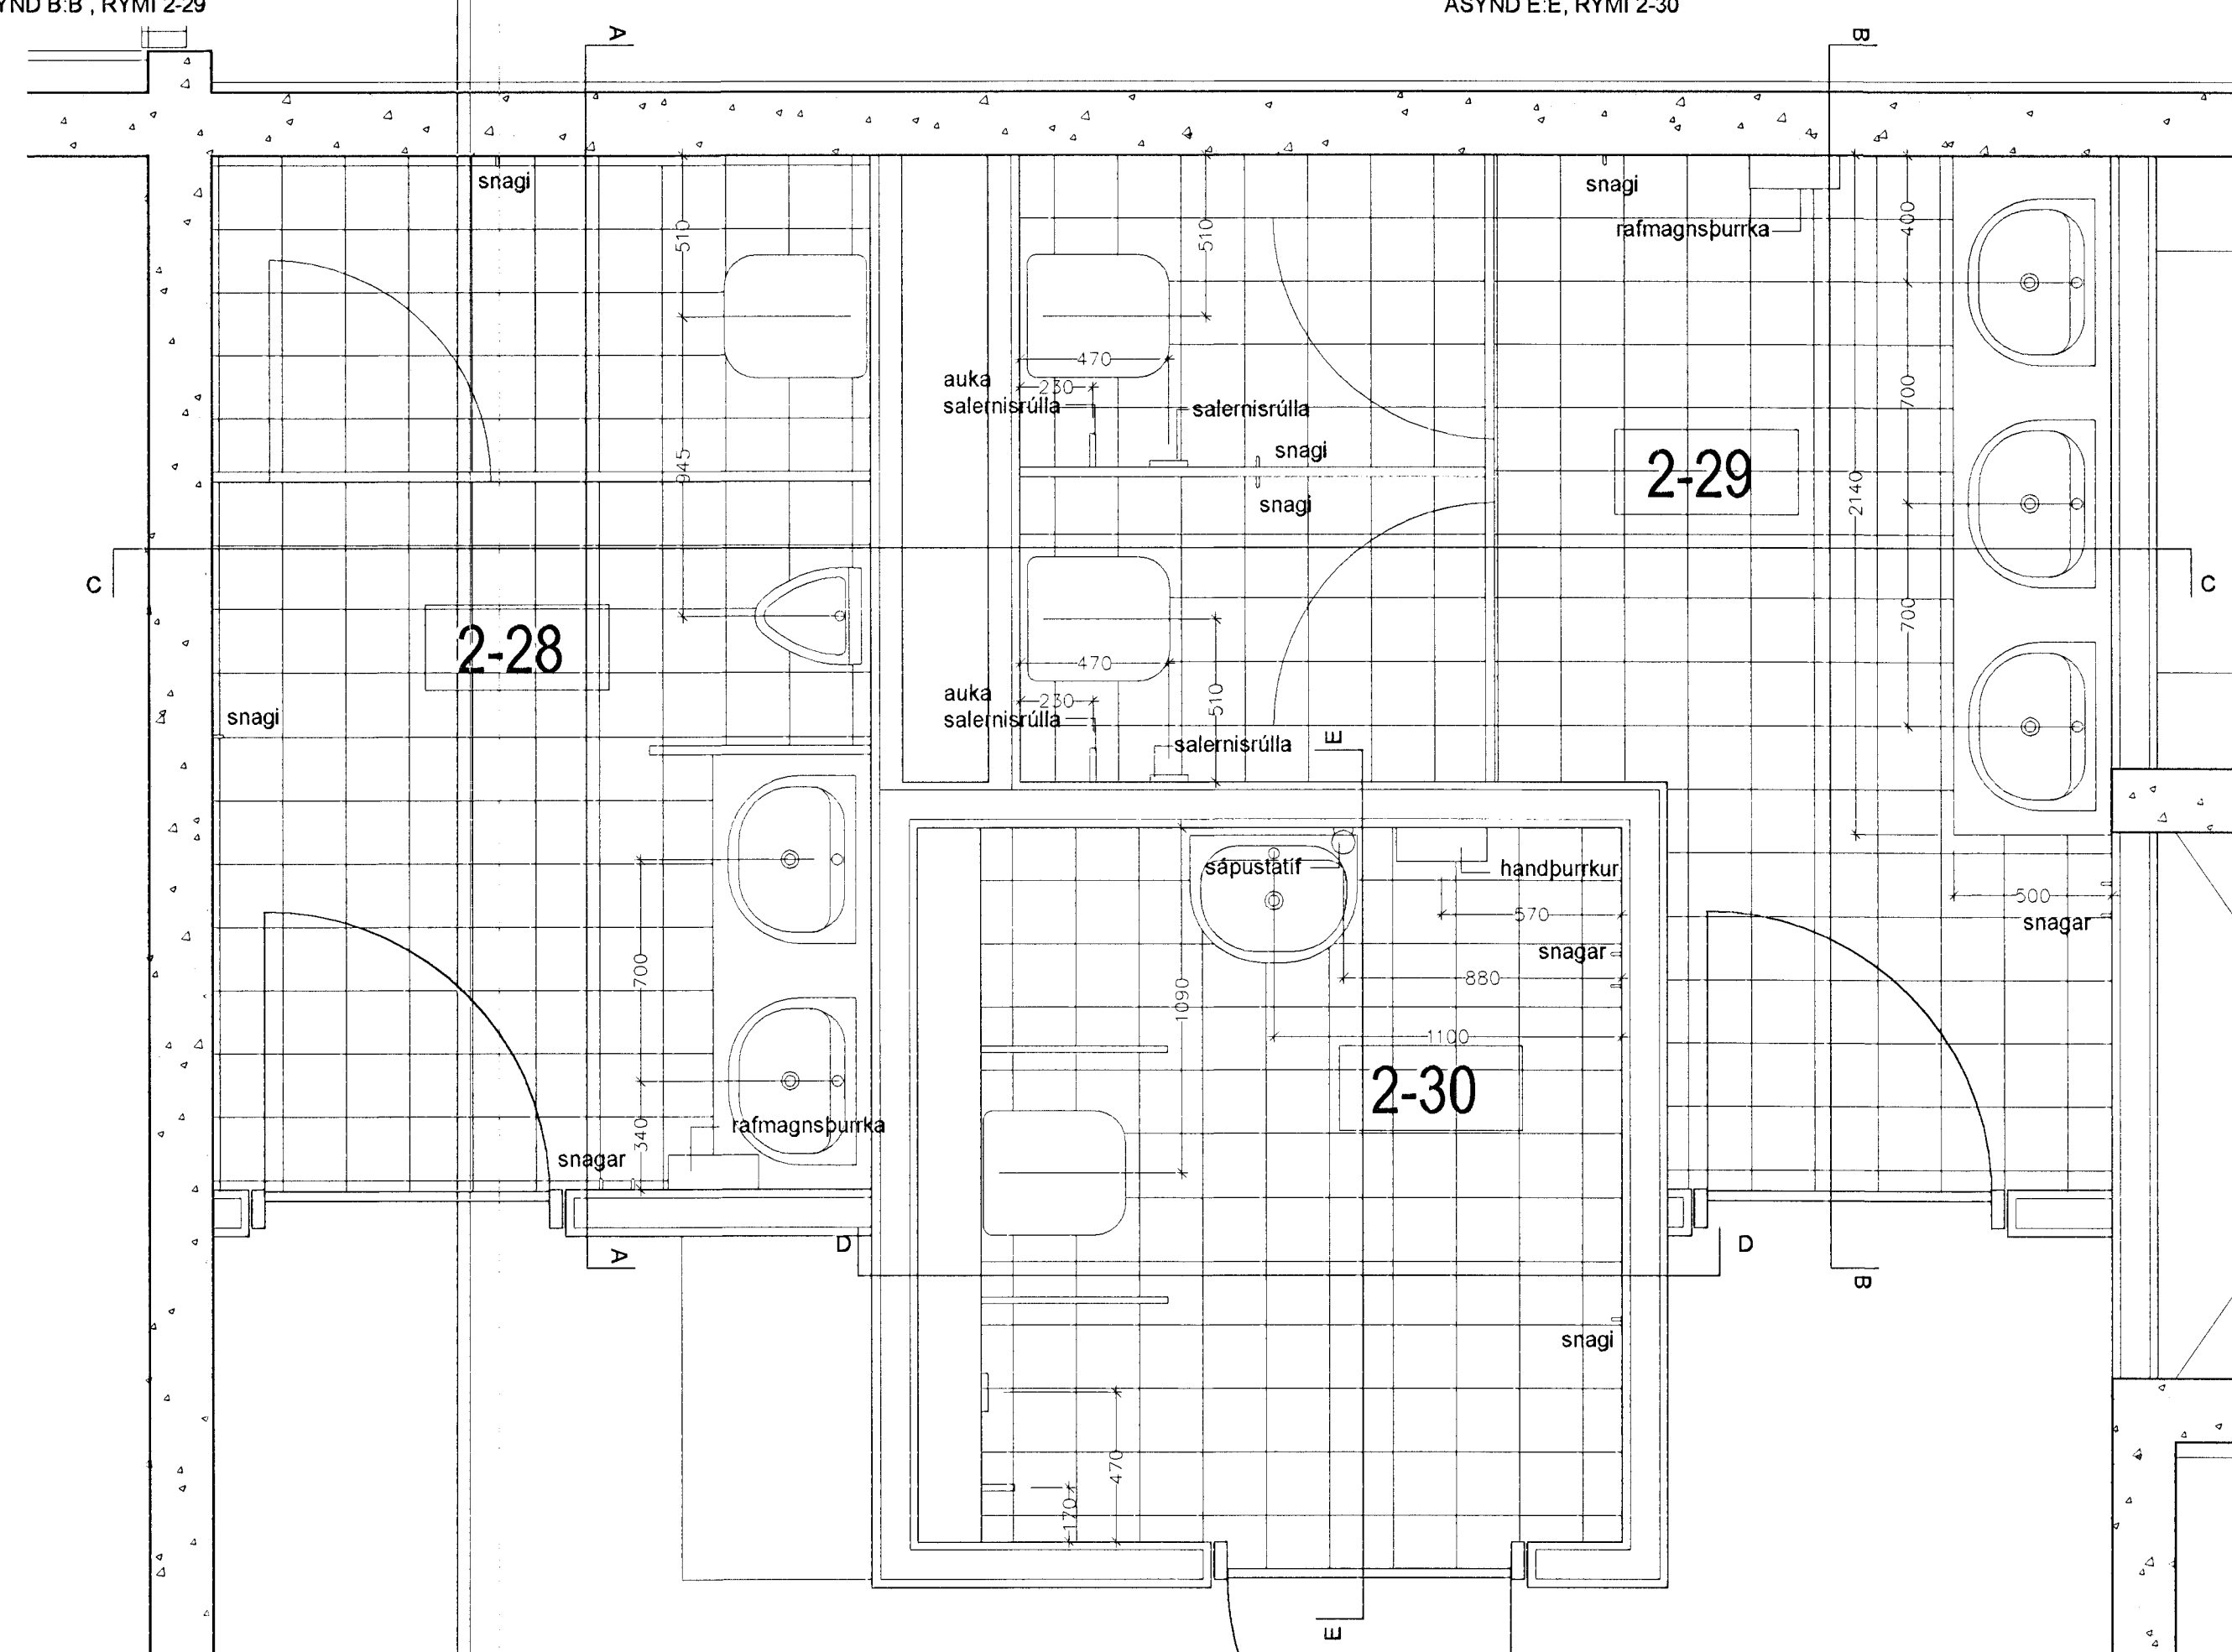 YND B:B , RÝMI 2-29
ÁSÝND E:E, RÝMI 2-30
A
B
snagi
snagi
rafmagnsþurrka
510
510
400
470
auka
230
salernisrúlla
salernisrúlla
700
snagi
945
2-29
2140
snagi
C
C
2-28
700
470
auka
230
salernisrúlla
510
snagi
salernisrúlla
E
sápustatíf
handþurrkur
500
570
snagar
snagar
700
880
1090
1100
2-30
rafmagnsþurrka
340
snagar
A
D
D
B
snagi
470
170
E